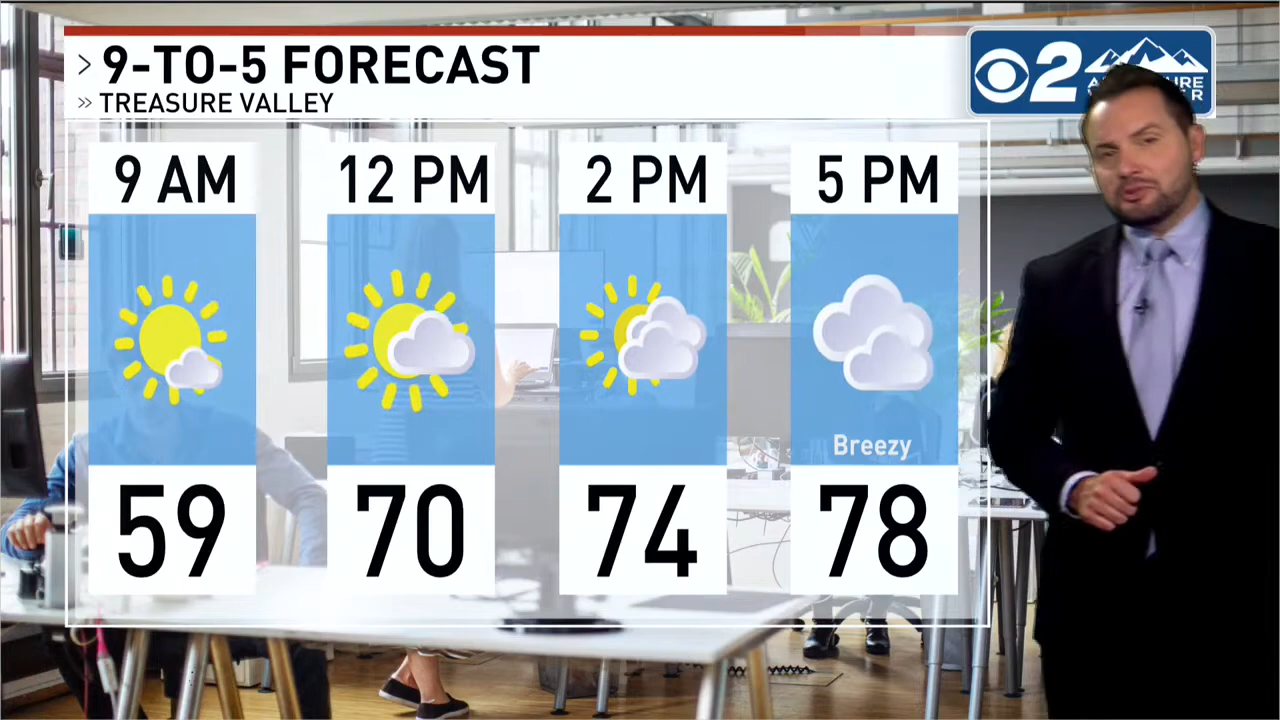 > 9-TO-5 FORECAST
» TREASURE VALLEY
2
9 AM
12 PM
2 PM
5 PM
Breezy
59
70
74
78